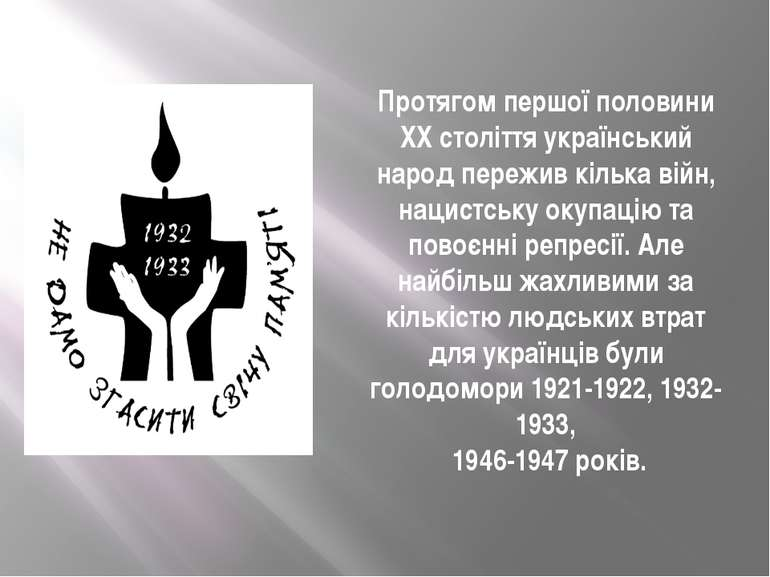 1932
1933
НЕ ДАМО ЗГАСИТИ СВІЧУ ПАМ'ЯТІ
Протягом першої половини
ХХ століття український
народ пережив кілька війн,
нацистську окупацію та
повоєнні репресії. Але
найбільш жахливими за
кількістю людських втрат
для українців були
голодомори 1921-1922, 1932-
1933,
1946-1947 років.